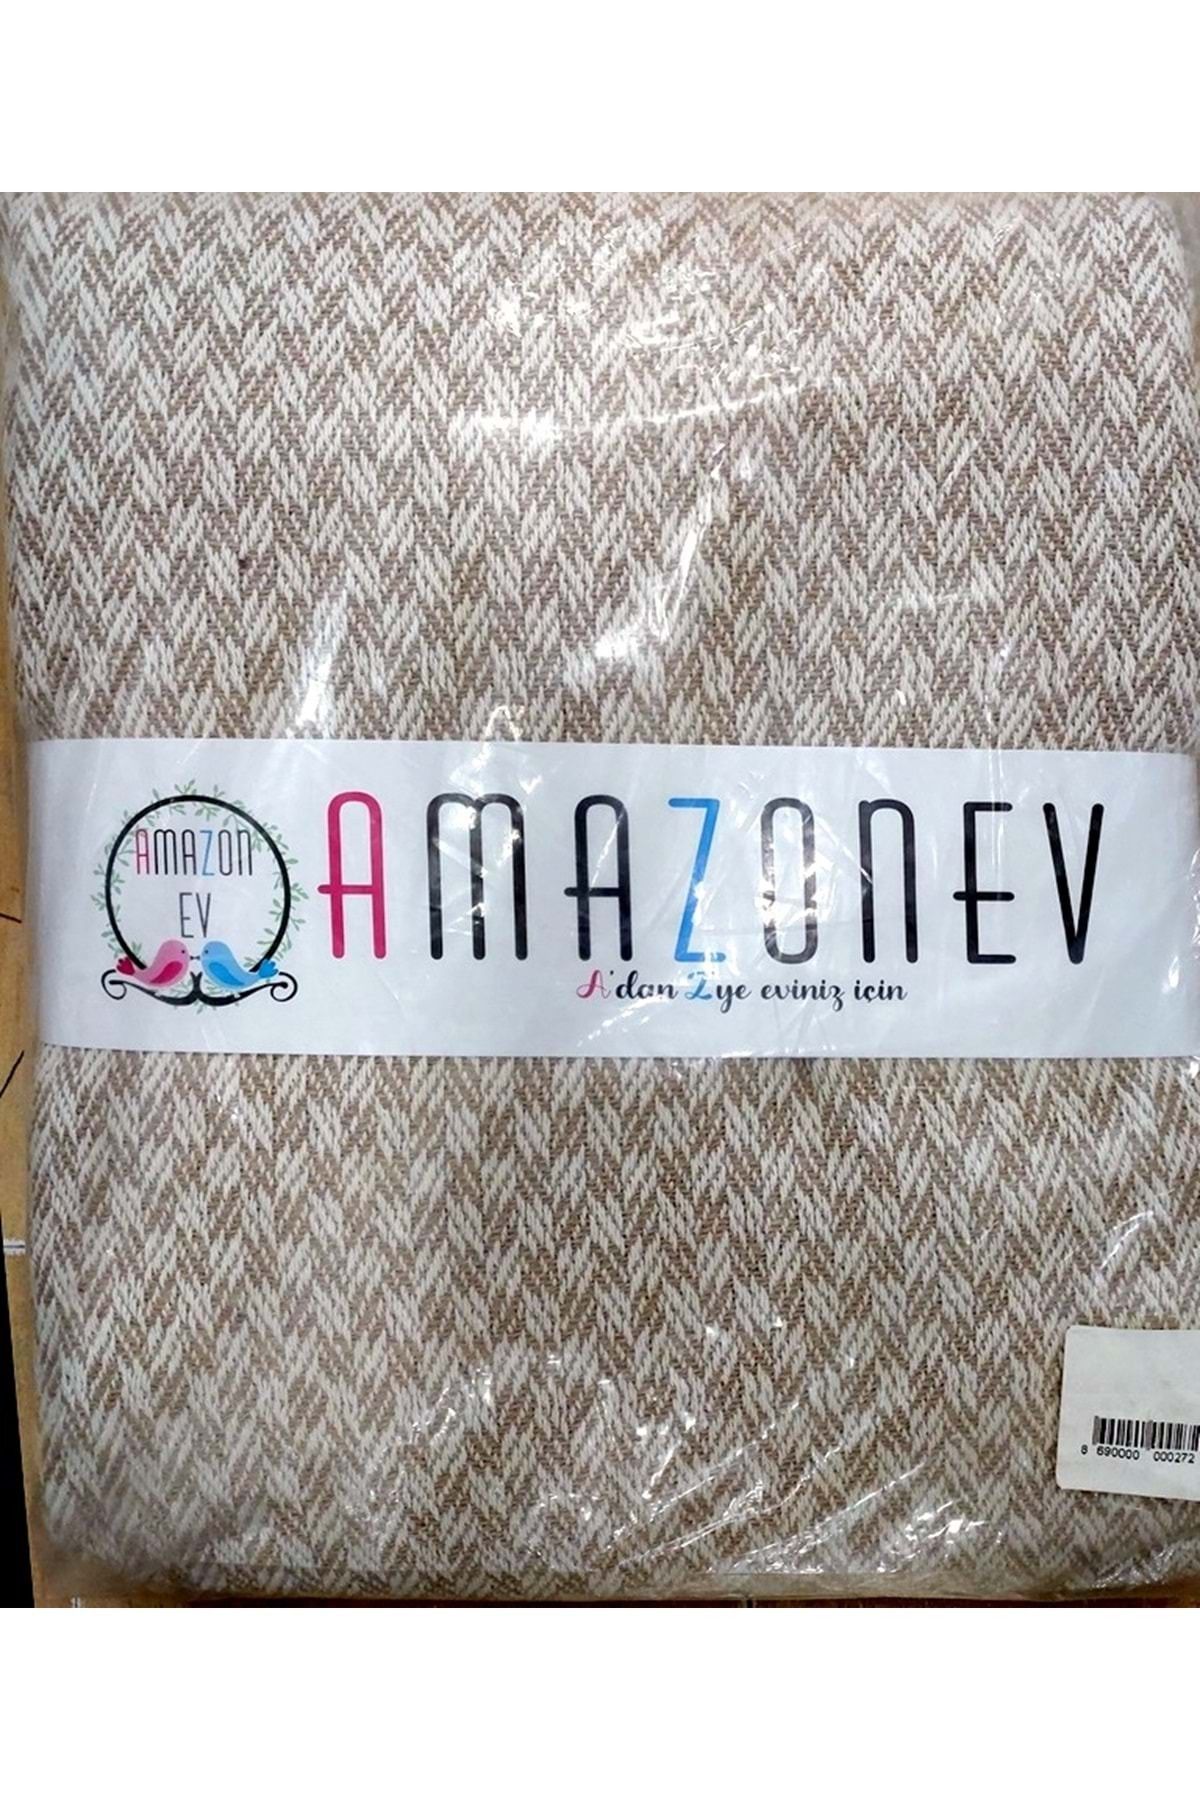 AMAZON
EV
AMAZONEV
A'dan Z'ye eviniz için
8 690000 000272